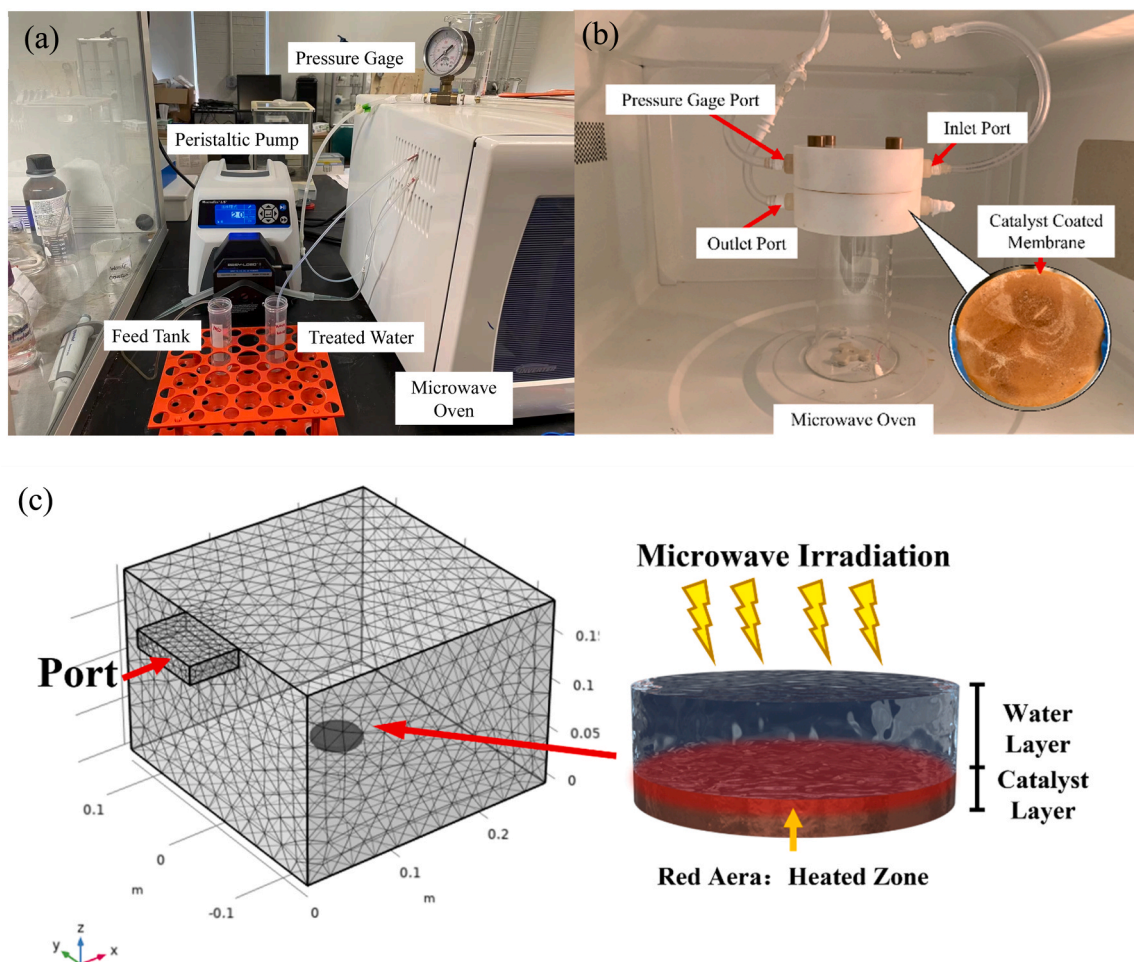 (a)
Pressure Gage
Peristaltic Pump
Feed Tank
Treated Water
Microwave
Oven
(b)
Pressure Gage Port
Inlet Port
Outlet Port
Catalyst Coated
Membrane
Microwave Oven
(c)
Port
0.15
0.1
0.05
0
0.2
0.1
m
0
0.1
0
m
-0.1
z
y
x
Microwave Irradiation
Water
Layer
Catalyst
Layer
Red Aera: Heated Zone